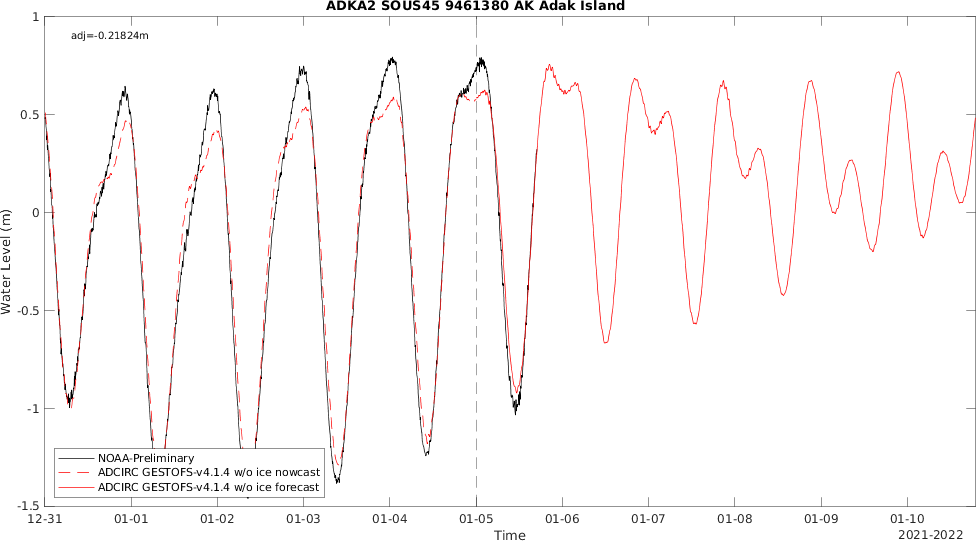 ADKA2 SOUS45 9461380 AK Adak Island
adj=-0.21824m
1
0.5
0
-0.5
-1
-1.5
Water Level (m)
NOAA-Preliminary
ADCIRC GESTOFS-v4.1.4 w/o ice nowcast
ADCIRC GESTOFS-v4.1.4 w/o ice forecast
12-31 01-01 01-02 01-03 01-04 01-05 01-06 01-07 01-08 01-09 01-10
Time
2021-2022